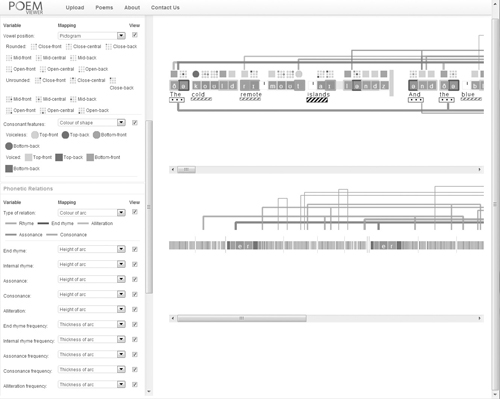 POEM
VIEWER
Upload Poems About Contact Us
Variable Mapping View
Vowel position: Pictogram
Rounded: Close-front Close-central Close-back
Mid-front Mid-central Mid-back
Open-front Open-back
Unrounded: Close-front Close-central
Close-back
Mid-front Mid-central Mid-back
Open-front Open-central Open-back
Consonant features: Colour of shape
Voiceless: Top-front Top-back Bottom-front
Bottom-back
Voiced: Top-front Top-back Bottom-front
Bottom-back
Phonetic Relations
Variable Mapping View
Type of relation: Colour of arc
Rhyme End rhyme Alliteration
Assonance Consonance
End rhyme: Height of arc
Internal rhyme: Height of arc
Assonance: Height of arc
Consonance: Height of arc
Alliteration: Height of arc
End rhyme frequency: Thickness of arc
Internal rhyme frequency: Thickness of arc
Assonance frequency: Thickness of arc
Consonance frequency: Thickness of arc
Alliteration frequency: Thickness of arc
The cold remote islands And the blue